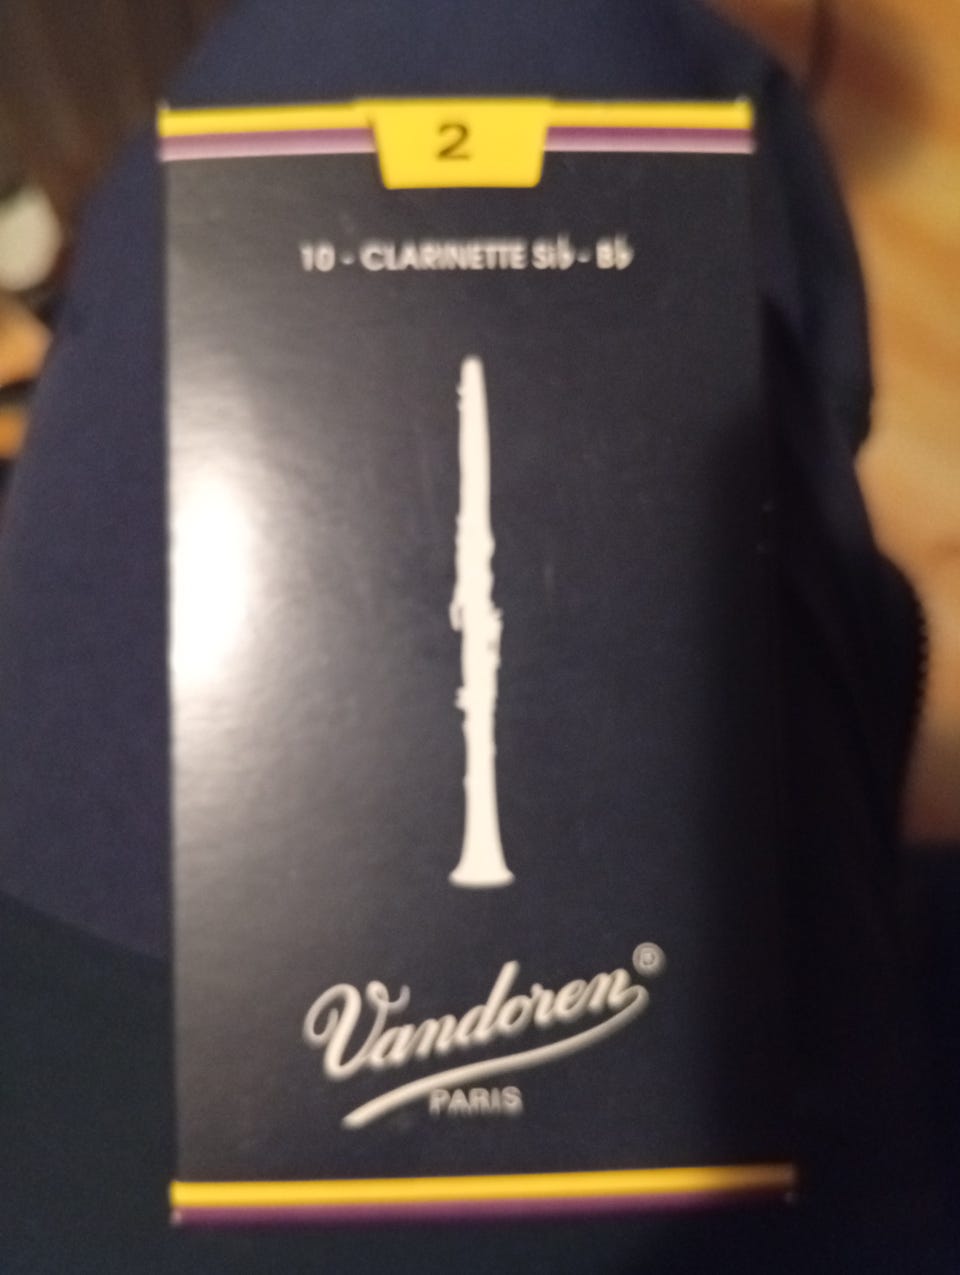 2
10 - CLARINETTE Si♭ - B♭
Vandoren®
PARIS